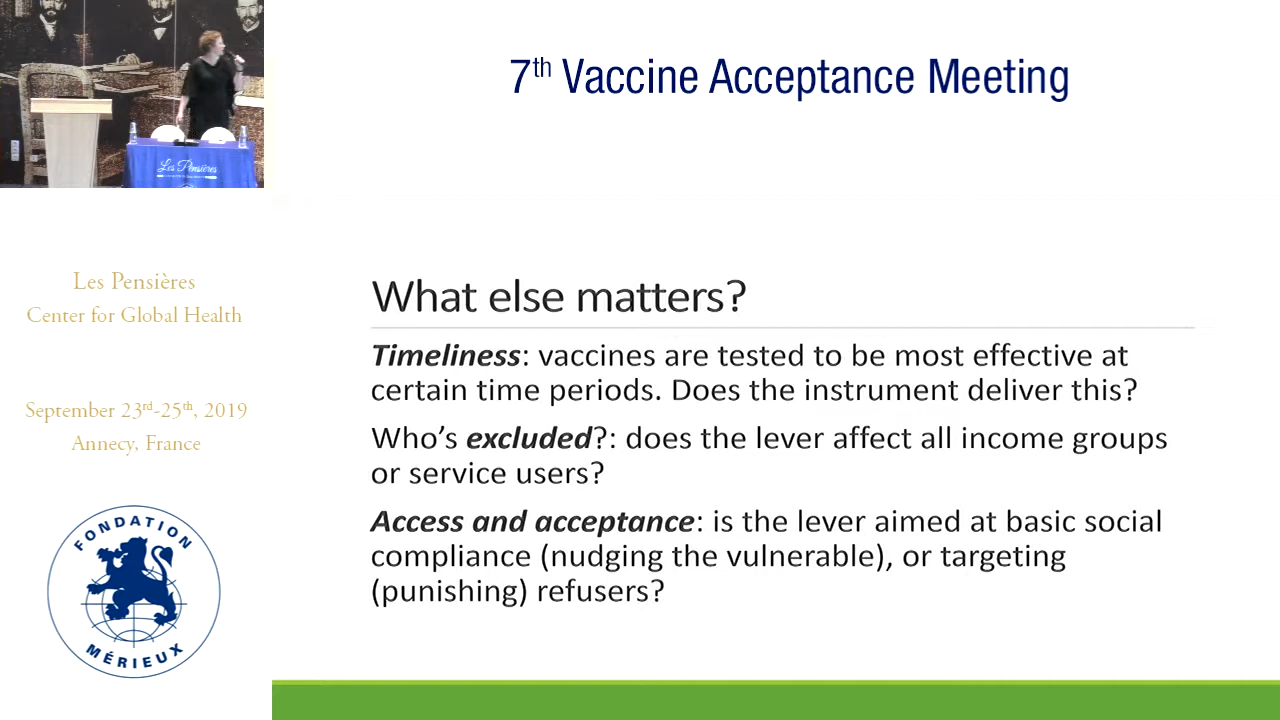 7th Vaccine Acceptance Meeting
Les Pensières
Les Pensières
Center for Global Health
September 23rd-25th, 2019
Annecy, France
FONDATION
MÉRIEUX
What else matters?
Timeliness: vaccines are tested to be most effective at
certain time periods. Does the instrument deliver this?
Who's excluded?: does the lever affect all income groups
or service users?
Access and acceptance: is the lever aimed at basic social
compliance (nudging the vulnerable), or targeting
(punishing) refusers?